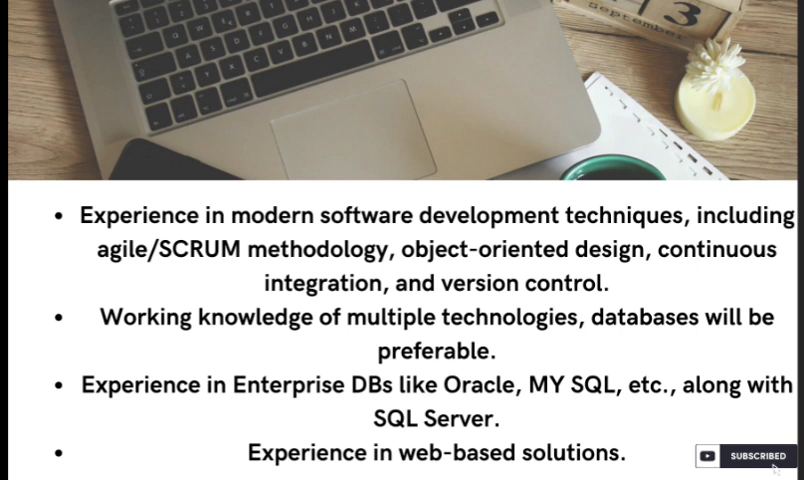 3
September
• Experience in modern software development techniques, including
agile/SCRUM methodology, object-oriented design, continuous
integration, and version control.
• Working knowledge of multiple technologies, databases will be
preferable.
• Experience in Enterprise DBs like Oracle, MY SQL, etc., along with
SQL Server.
• Experience in web-based solutions.
SUBSCRIBED